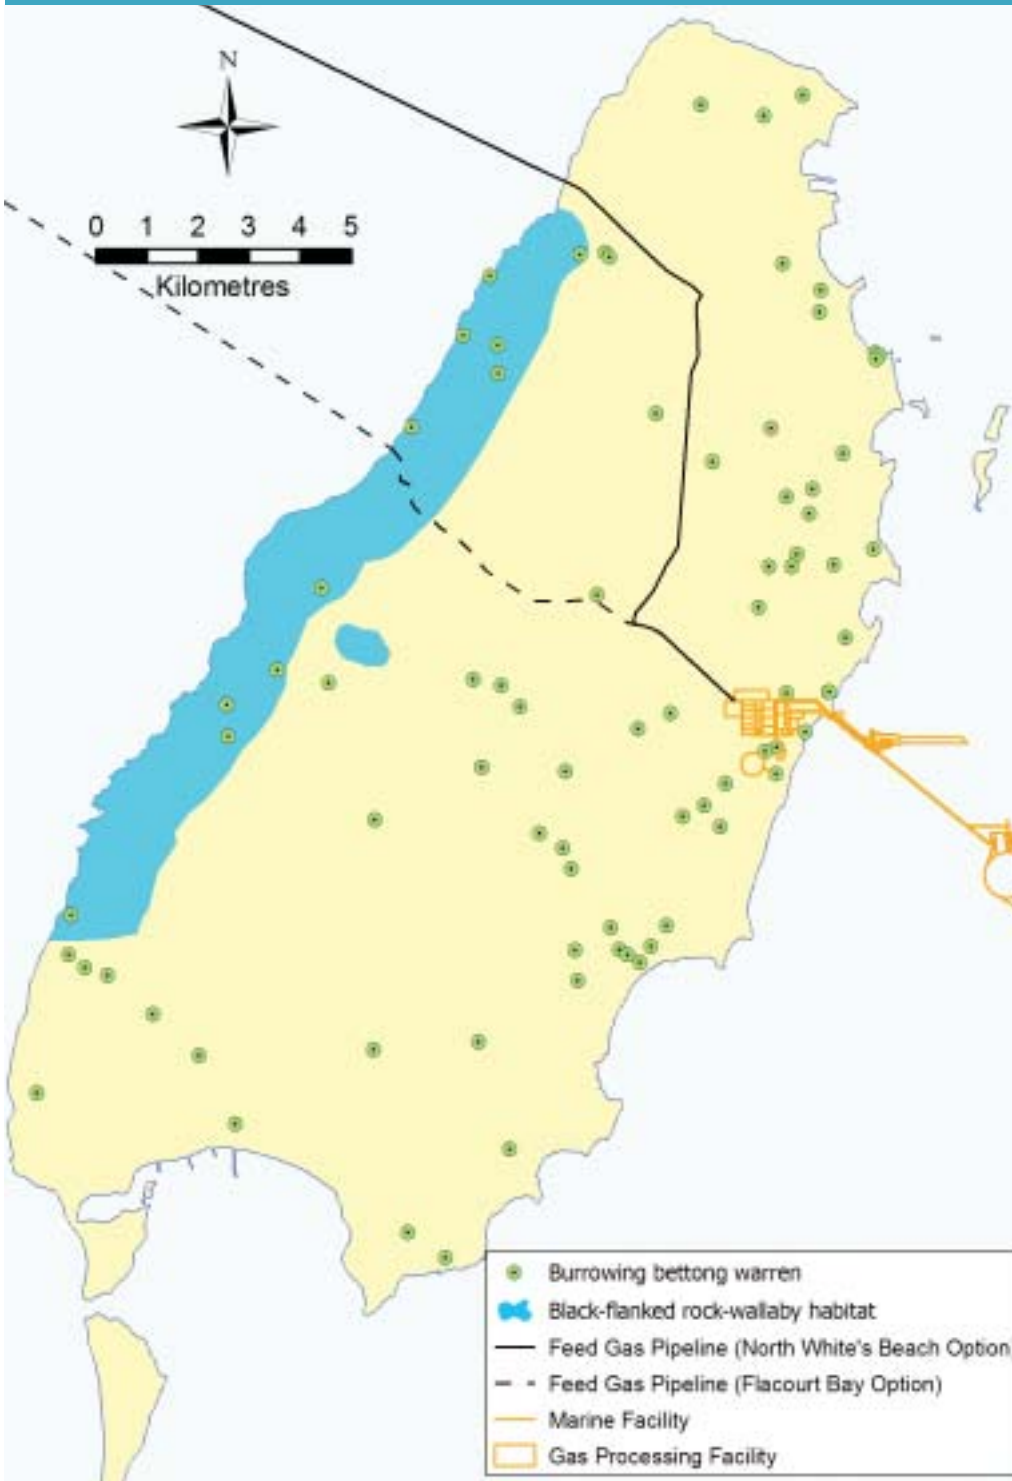 N
0 1 2 3 4 5
Kilometres
Burrowing bettong warren
Black-flanked rock-wallaby habitat
Feed Gas Pipeline (North White's Beach Option)
Feed Gas Pipeline (Flacourt Bay Option)
Marine Facility
Gas Processing Facility